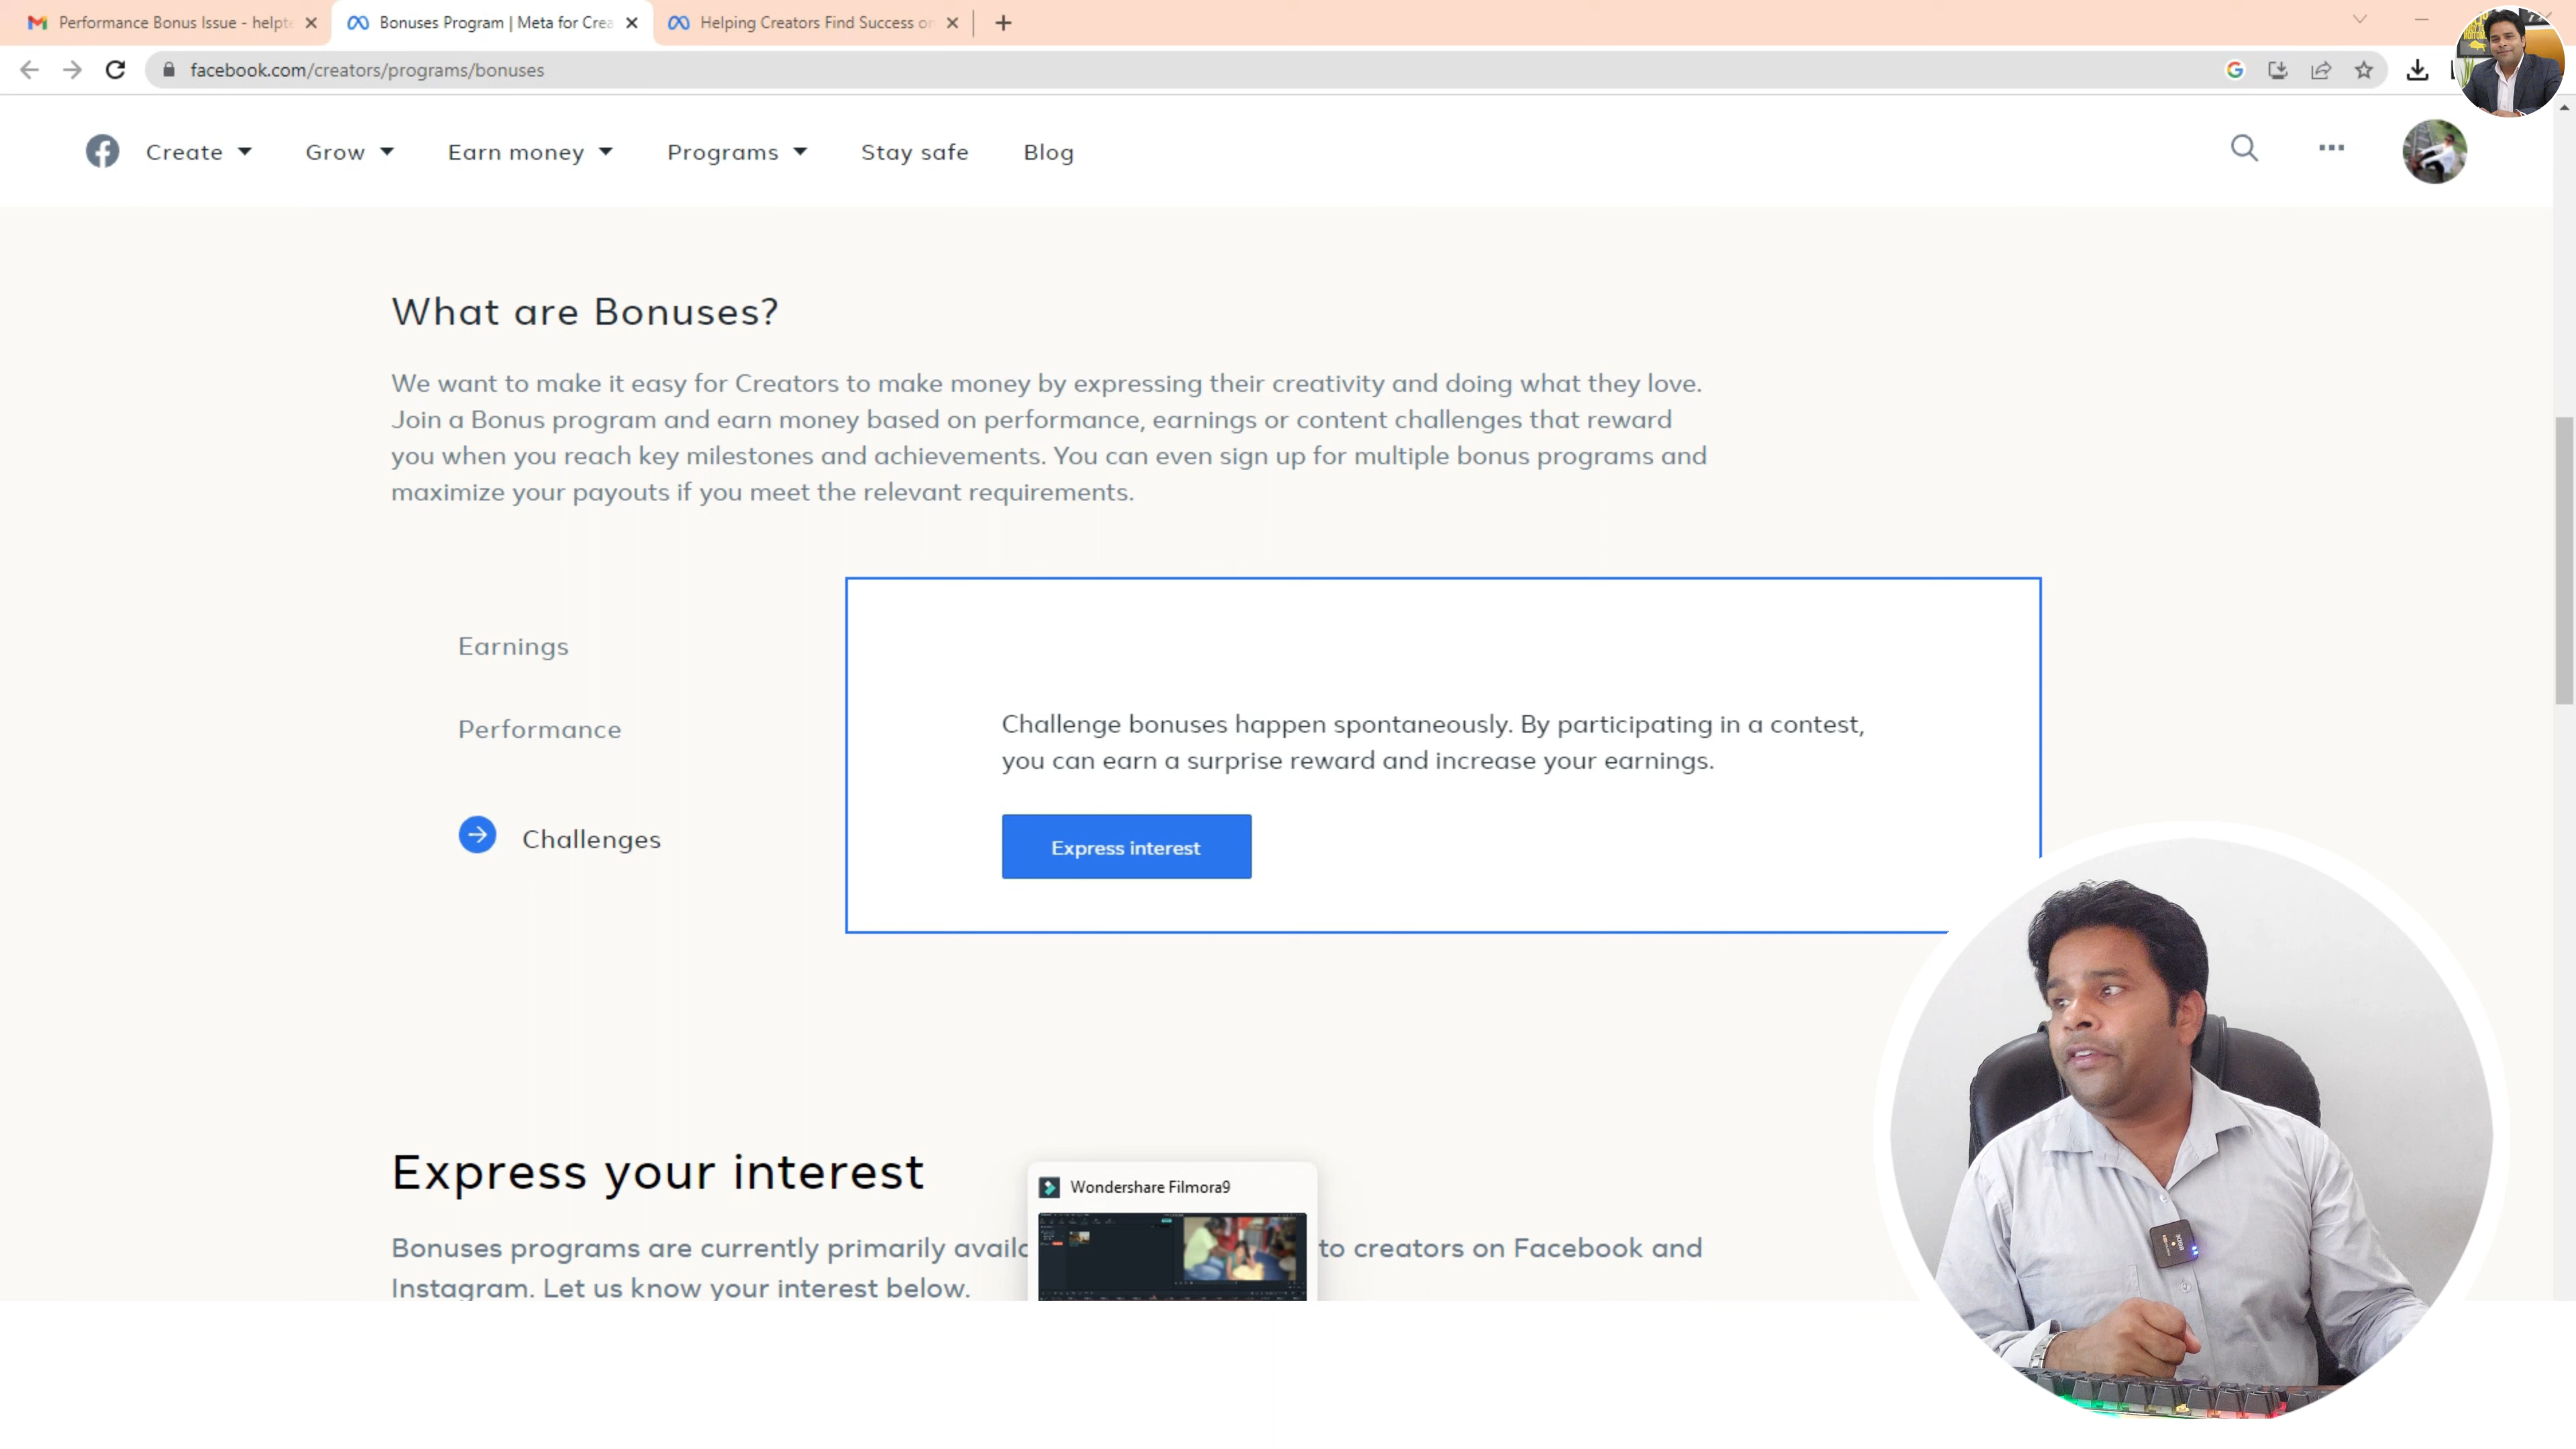 Performance Bonus Issue - helpt
Bonuses Program | Meta for Crea
Helping Creators Find Success on
facebook.com/creators/programs/bonuses
Create
Grow
Earn money
Programs
Stay safe
Blog
What are Bonuses?
We want to make it easy for Creators to make money by expressing their creativity and doing what they love.
Join a Bonus program and earn money based on performance, earnings or content challenges that reward
you when you reach key milestones and achievements. You can even sign up for multiple bonus programs and
maximize your payouts if you meet the relevant requirements.
Earnings
Performance
Challenges
Challenge bonuses happen spontaneously. By participating in a contest,
you can earn a surprise reward and increase your earnings.
Express interest
Express your interest
Wondershare Filmora9
Bonuses programs are currently primarily availa to creators on Facebook and
Instagram. Let us know your interest below.